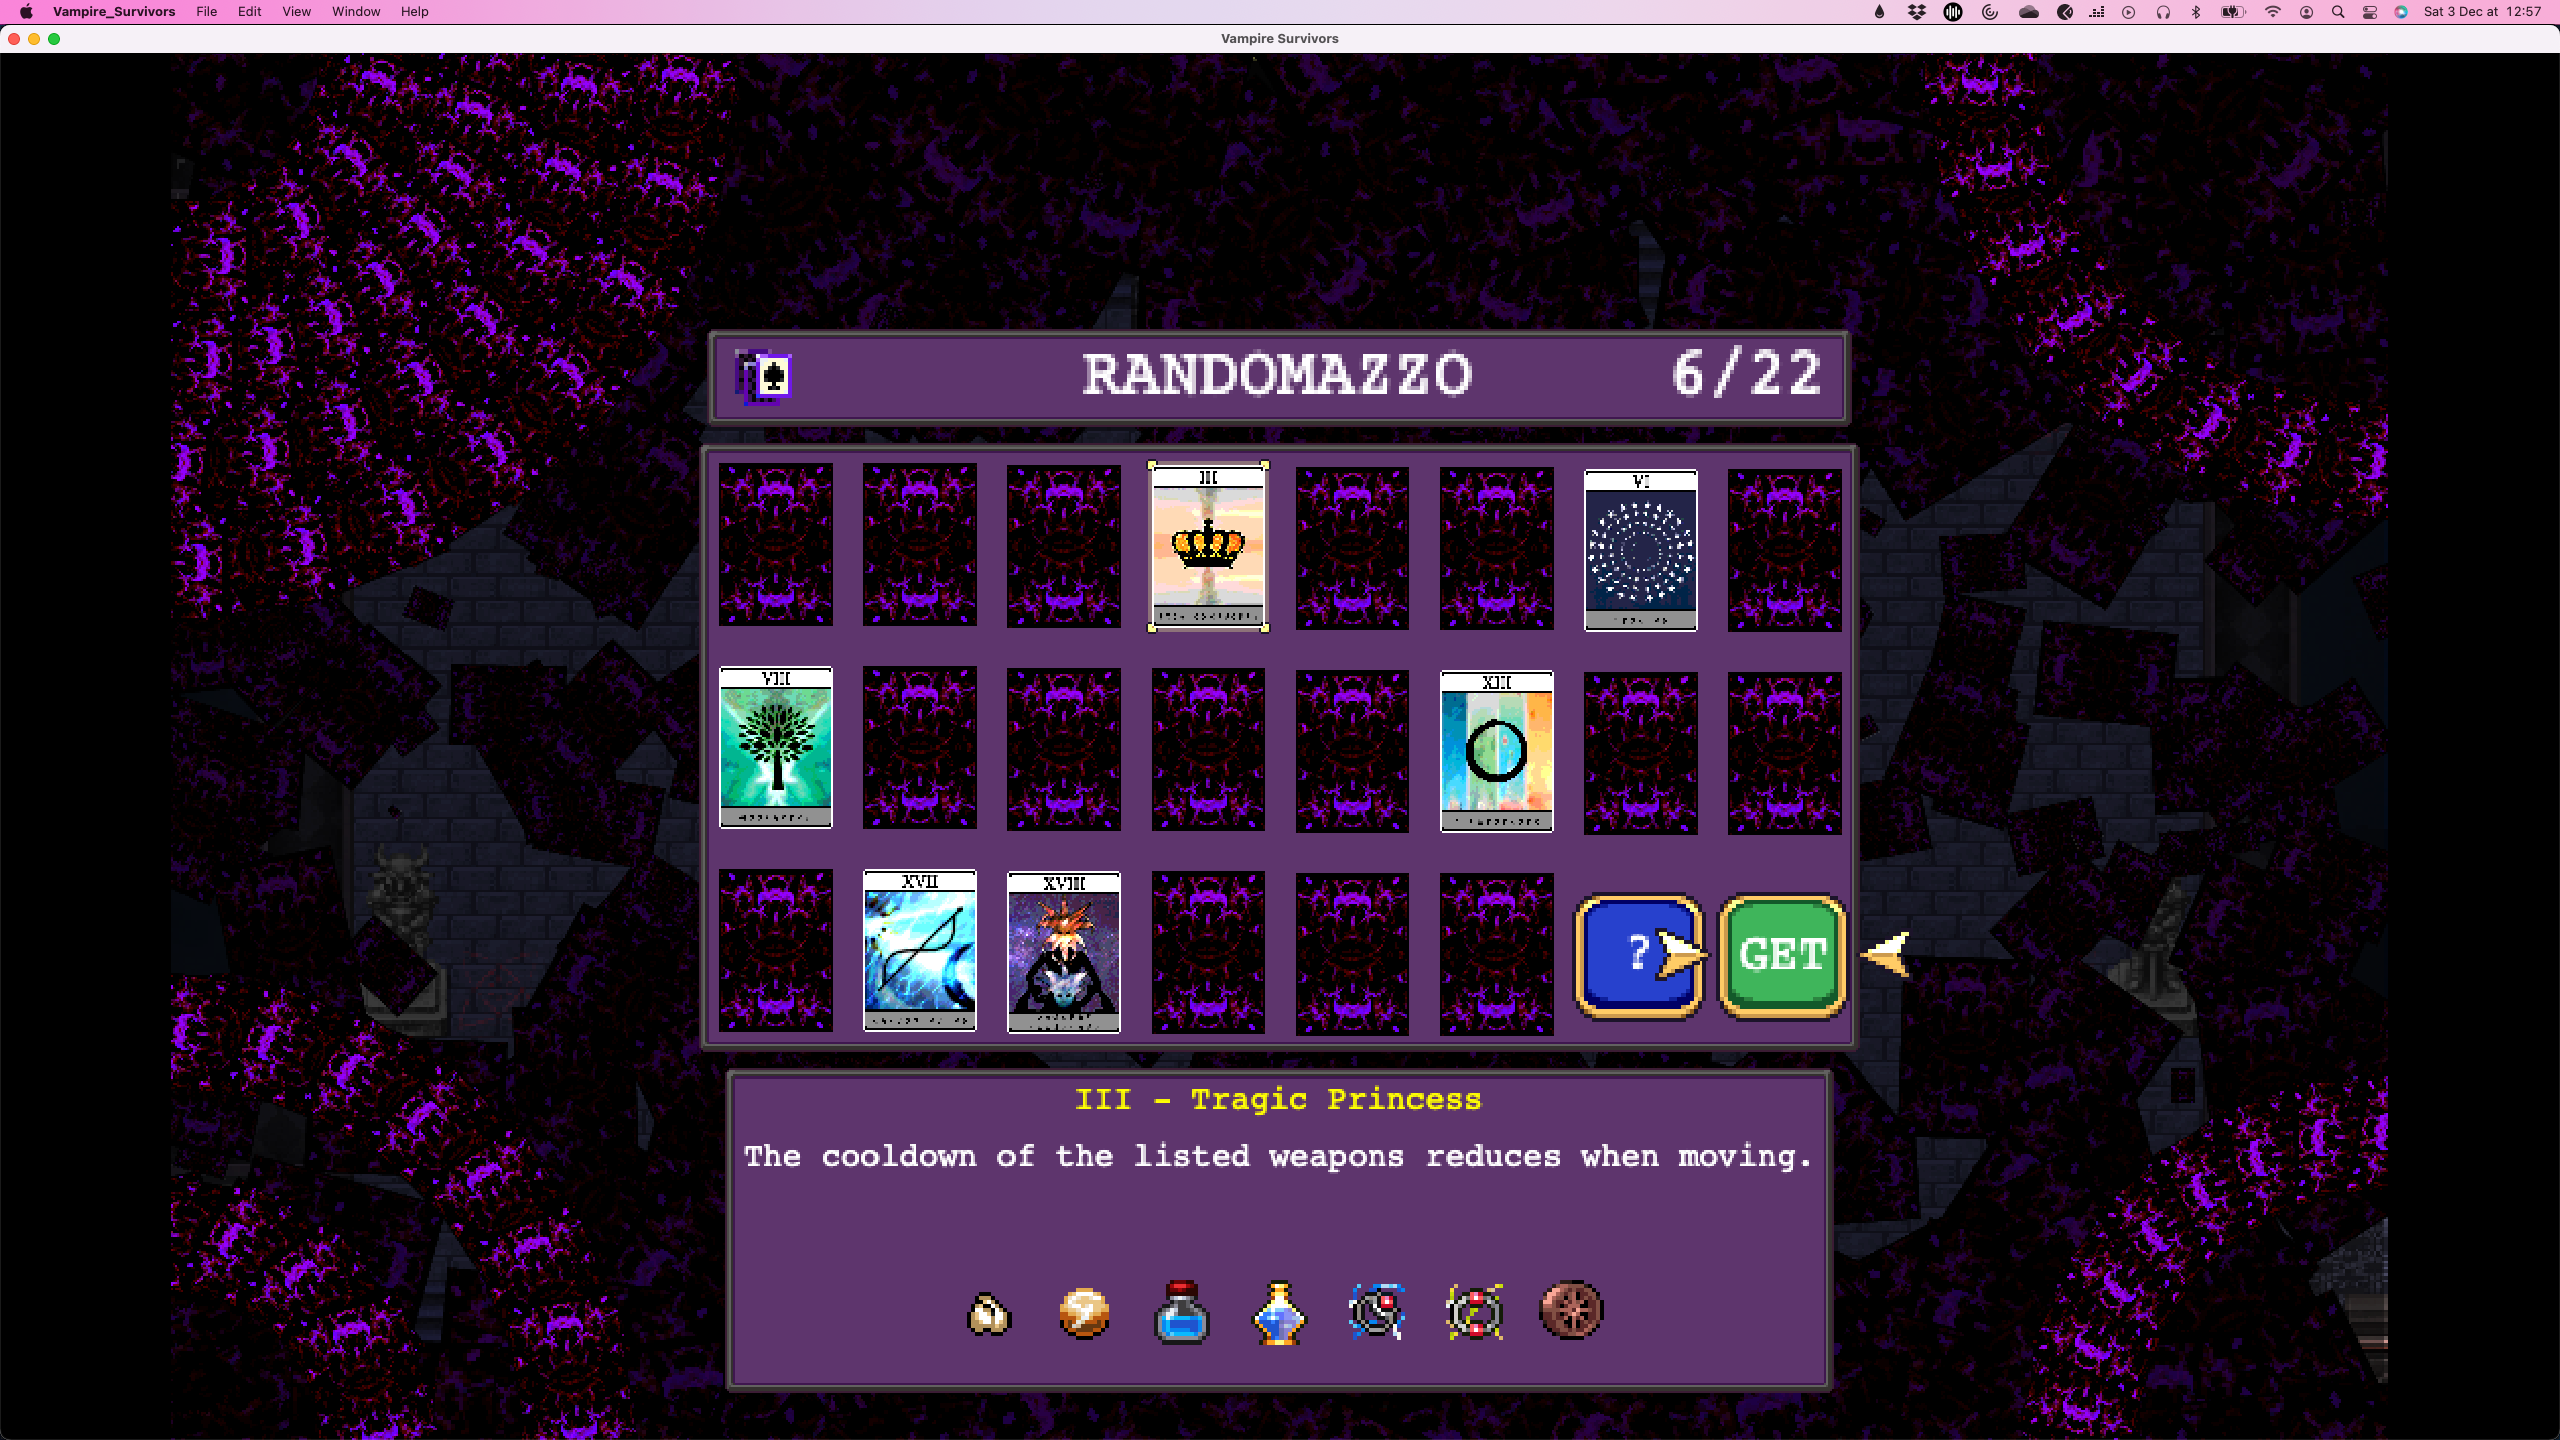 Vampire_Survivors File Edit View Window Help Sat 3 Dec at 12:57
Vampire Survivors
RANDOMAZZO 6/22
III
VI
VIII
XIII
XVII
XVIII
? GET
III - Tragic Princess
The cooldown of the listed weapons reduces when moving.